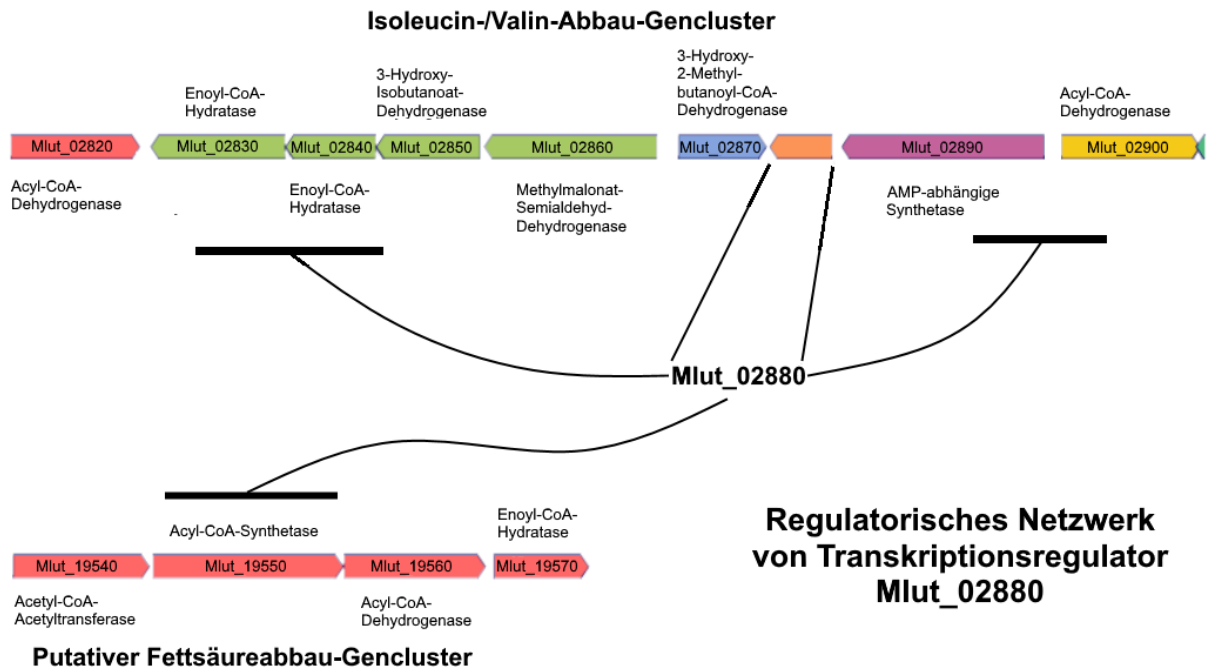 Isoleucin-/Valin-Abbau-Gencluster
Enoyl-CoA-
Hydratase
3-Hydroxy-
Isobutanoat-
Dehydrogenase
3-Hydroxy-
2-Methyl-
butanoyl-CoA-
Dehydrogenase
Acyl-CoA-
Dehydrogenase
Mlut_02820
Mlut_02830
Mlut_02840
Mlut_02850
Mlut_02860
Mlut_02870
Mlut_02890
Mlut_02900
Acyl-CoA-
Dehydrogenase
Enoyl-CoA-
Hydratase
Methylmalonat-
Semialdehyd-
Dehydrogenase
AMP-abhängige
Synthetase
Mlut_02880
Acyl-CoA-Synthetase
Enoyl-CoA-
Hydratase
Mlut_19540
Mlut_19550
Mlut_19560
Mlut_19570
Acetyl-CoA-
Acetyltransferase
Acyl-CoA-
Dehydrogenase
Putativer Fettsäureabbau-Gencluster
Regulatorisches Netzwerk
von Transkriptionsregulator
Mlut_02880